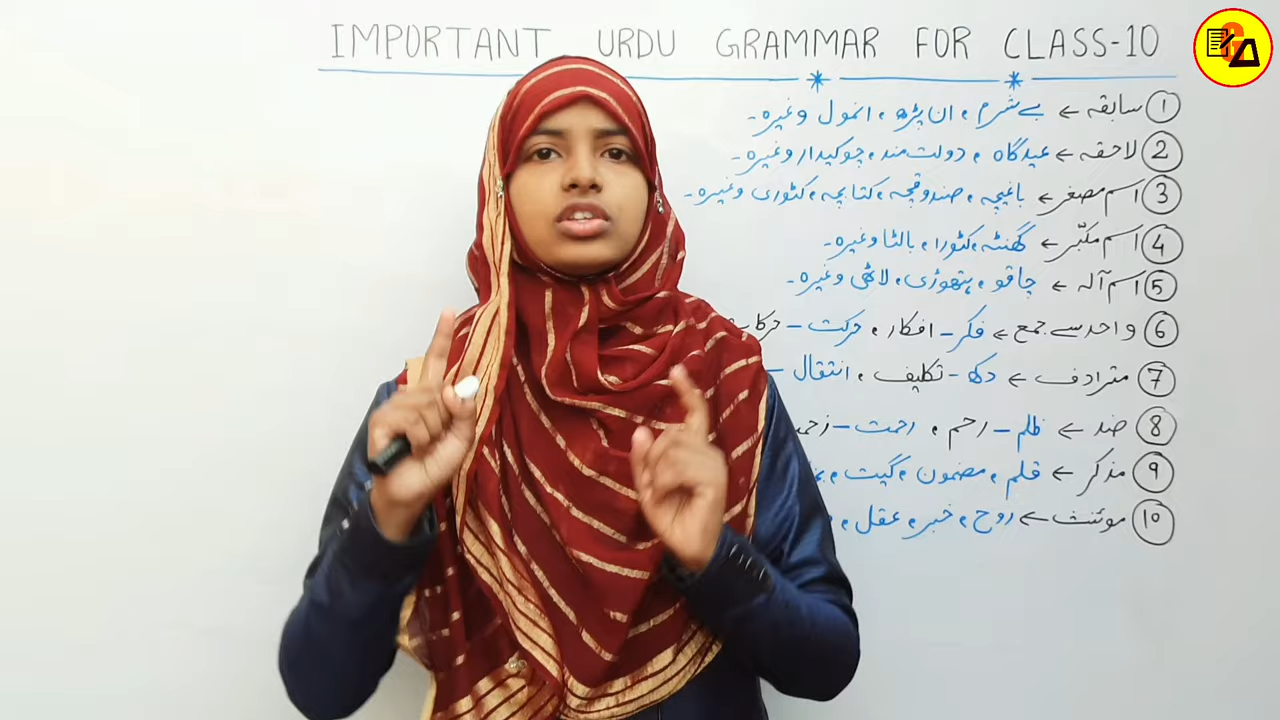 IMPORTANT URDU GRAMMAR FOR CLASS-10
① سابقہ ← بے شرم ، ان پڑھ ، انمول وغیرہ۔
② لاحقہ ← عیدگاہ ، دولت مند ، چوکیدار وغیرہ۔
③ اسم مصغر ← باغیچہ ، صندوقچہ ، کتابچہ ، کٹوری وغیرہ۔
④ اسم مکبّر ← گھنٹہ ، کٹورا ، بالٹا وغیرہ۔
⑤ اسم آلہ ← چاقو ، ہتھوڑی ، لاٹھی وغیرہ۔
⑥ واحد سے جمع ← فکر – افکار ، حرکت –
⑦ مترادف ← دکھ - تکلیف ، انتقال –
⑧ ضد ← ظلم – رحم ، رحمت –
⑨ مذکر ← قلم ، مضمون ، گیت ،
⑩ موئنث ← روح ، خبر ، عقل ،